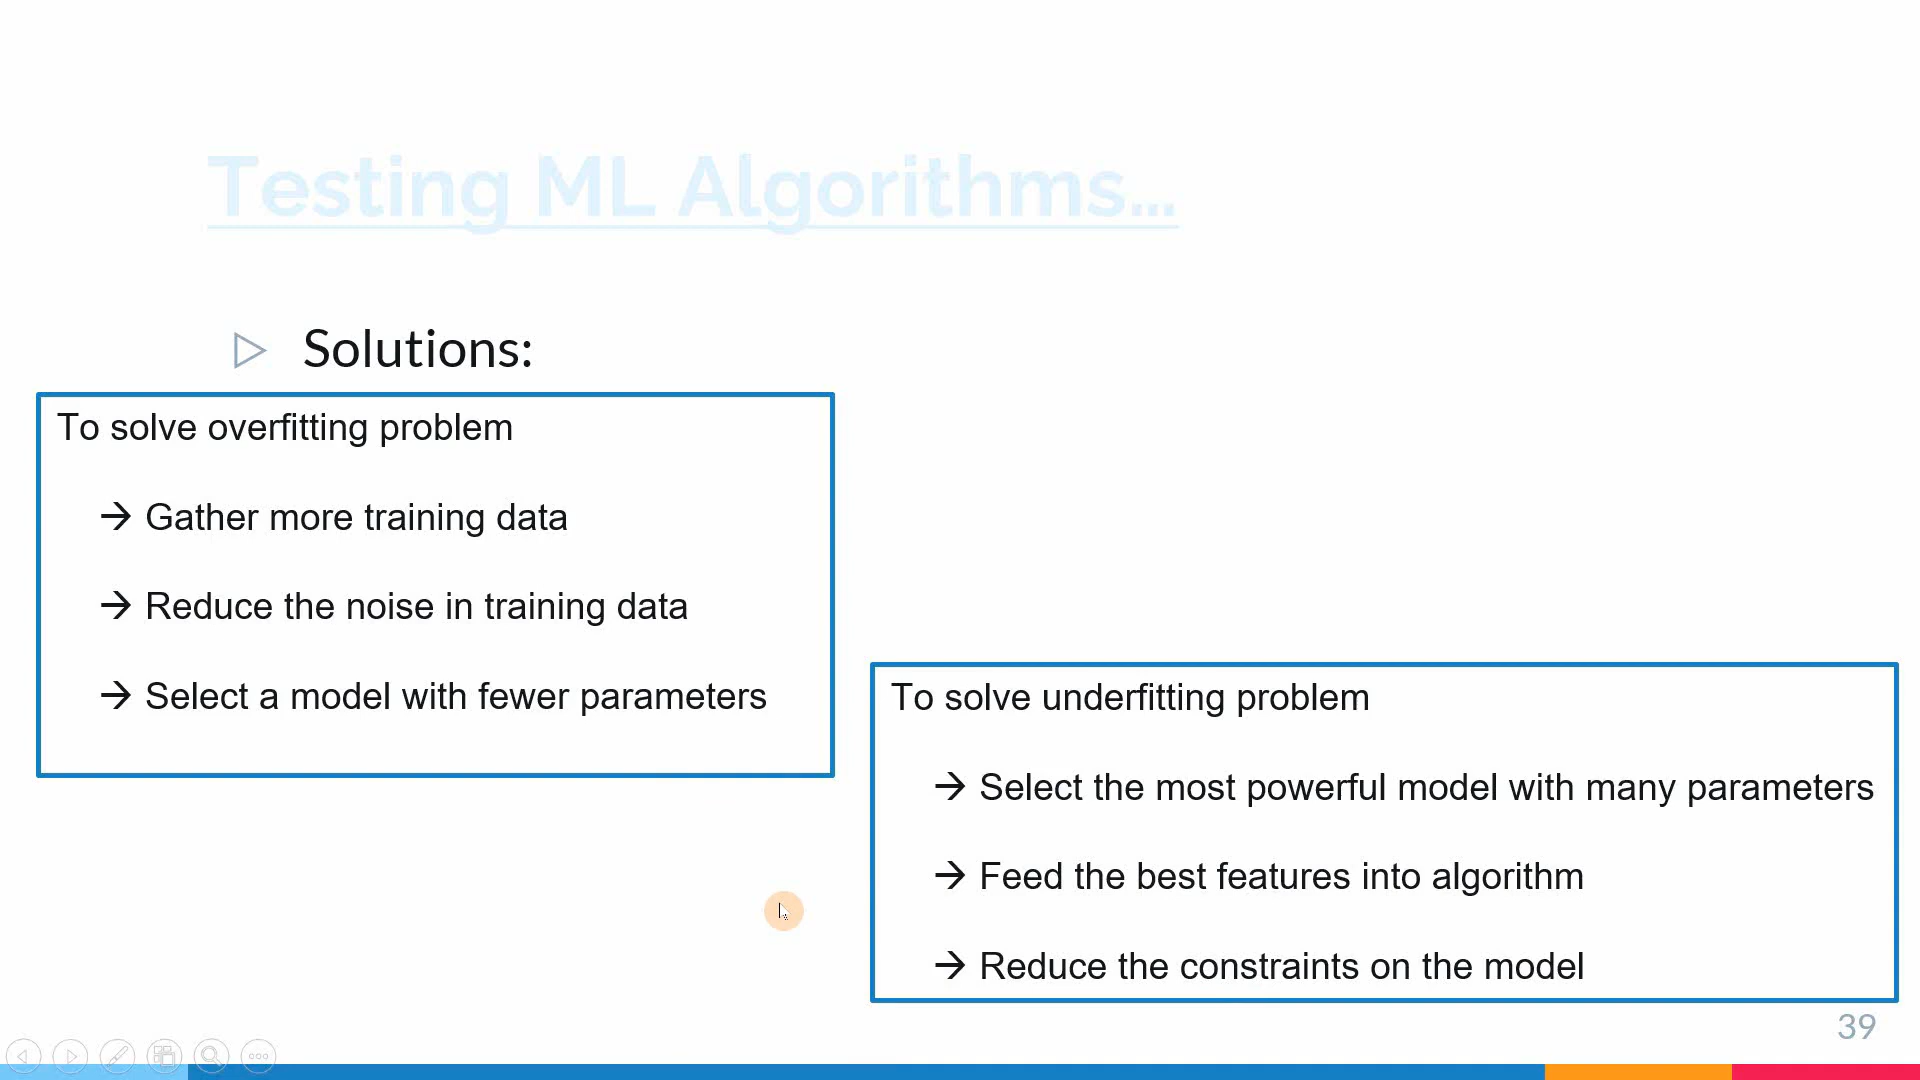 Testing ML Algorithms…
▷ Solutions:
To solve overfitting problem
→ Gather more training data
→ Reduce the noise in training data
→ Select a model with fewer parameters
To solve underfitting problem
→ Select the most powerful model with many parameters
→ Feed the best features into algorithm
→ Reduce the constraints on the model
39